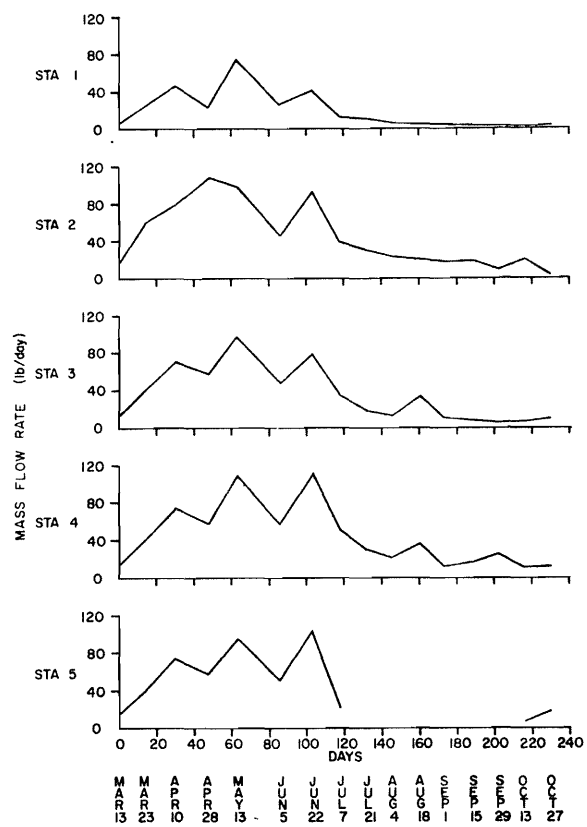 120
80
40
0
STA 1
120
80
40
0
STA 2
120
80
40
0
STA 3
120
80
40
0
STA 4
120
80
40
0
STA 5
MASS FLOW RATE (lb/day)
0 20 40 60 80 100 120 140 160 180 200 220 240
DAYS
MAR 13
MAR 23
APR 10
APR 28
MAY 13
JUN 5
JUN 22
JUL 7
JUL 21
AUG 4
AUG 18
SEP 1
SEP 15
SEP 29
OCT 13
OCT 27